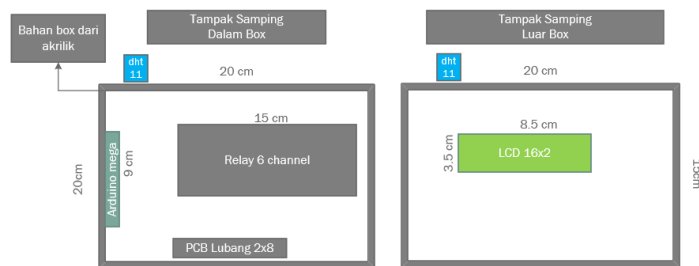 Bahan box dari
akrilik
Tampak Samping
Dalam Box
dht
11
20 cm
15 cm
Relay 6 channel
Arduino mega
9 cm
20cm
PCB Lubang 2x8
Tampak Samping
Luar Box
dht
11
20 cm
8.5 cm
3.5 cm
LCD 16x2
15cm